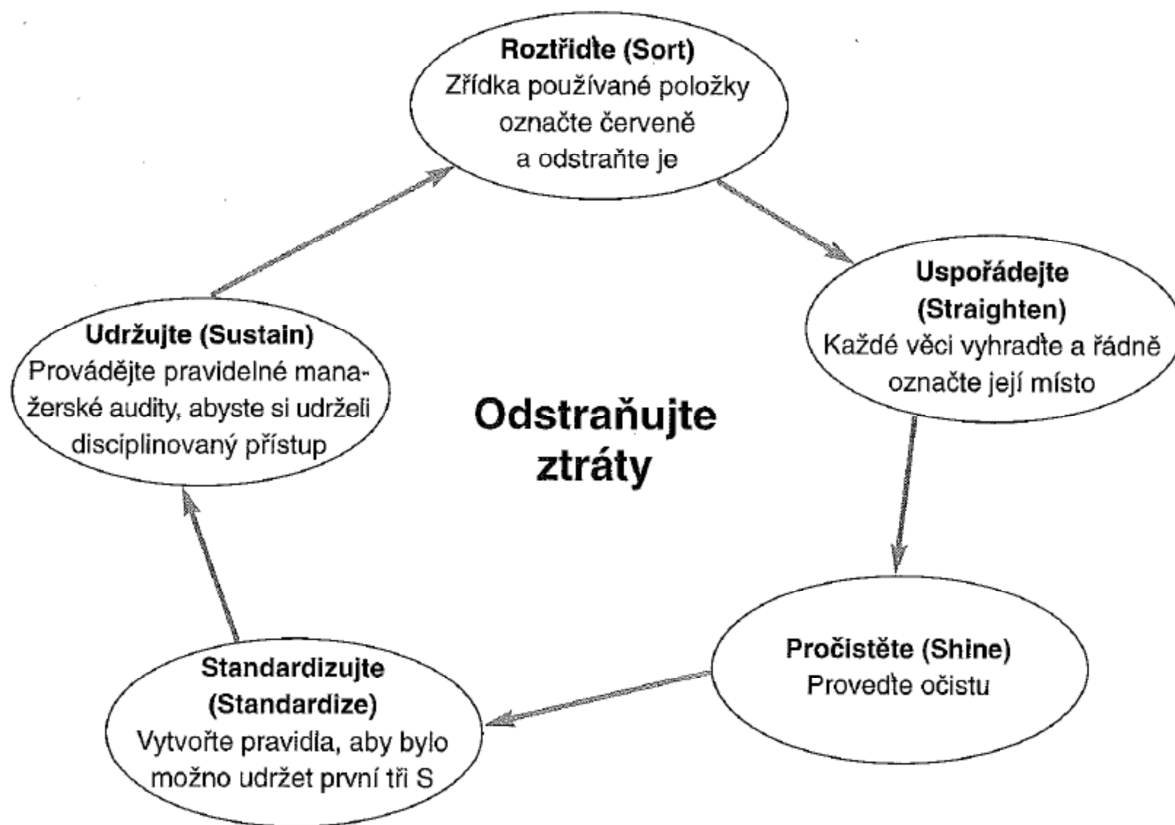 Roztřiďte (Sort)
Zřídka používané položky
označte červeně
a odstraňte je
Uspořádejte
(Straighten)
Každé věci vyhraďte a řádně
označte její místo
Pročistěte (Shine)
Proveďte očistu
Standardizujte
(Standardize)
Vytvořte pravidla, aby bylo
možno udržet první tři S
Udržujte (Sustain)
Provádějte pravidelné mana-
žerské audity, abyste si udrželi
disciplinovaný přístup
Odstraňujte
ztráty